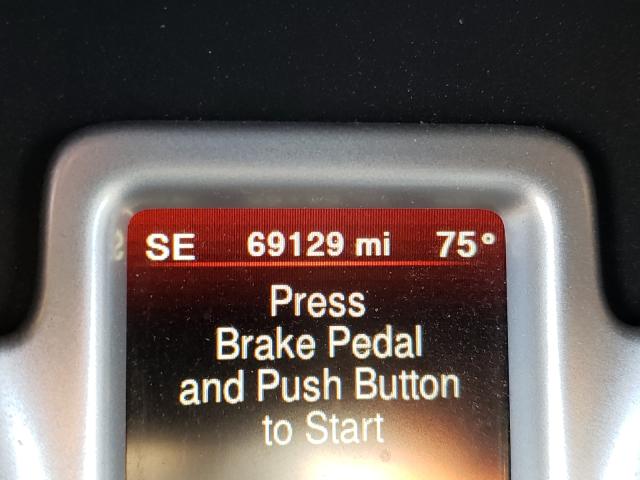 SE 69129 mi 75°
Press
Brake Pedal
and Push Button
to Start